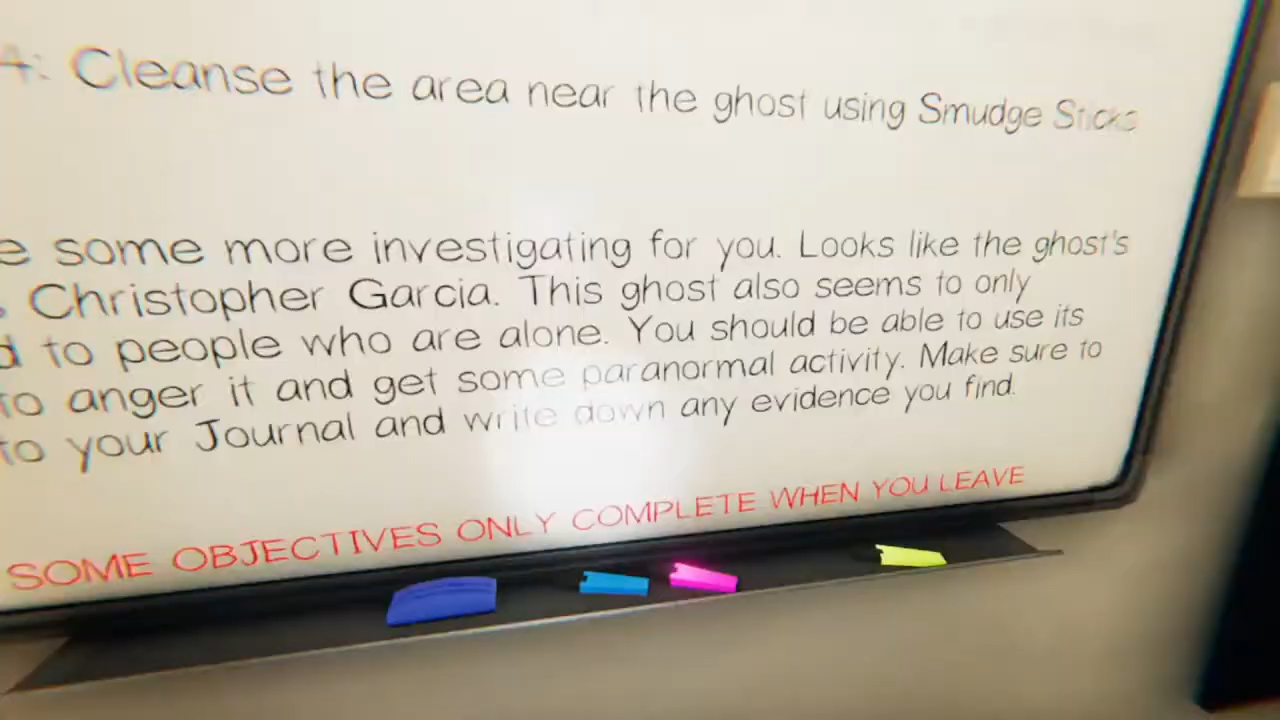 4: Cleanse the area near the ghost using Smudge Sticks
e some more investigating for you. Looks like the ghost's
Christopher Garcia. This ghost also seems to only
d to people who are alone. You should be able to use its
to anger it and get some paranormal activity. Make sure to
to your Journal and write down any evidence you find.
SOME OBJECTIVES ONLY COMPLETE WHEN YOU LEAVE